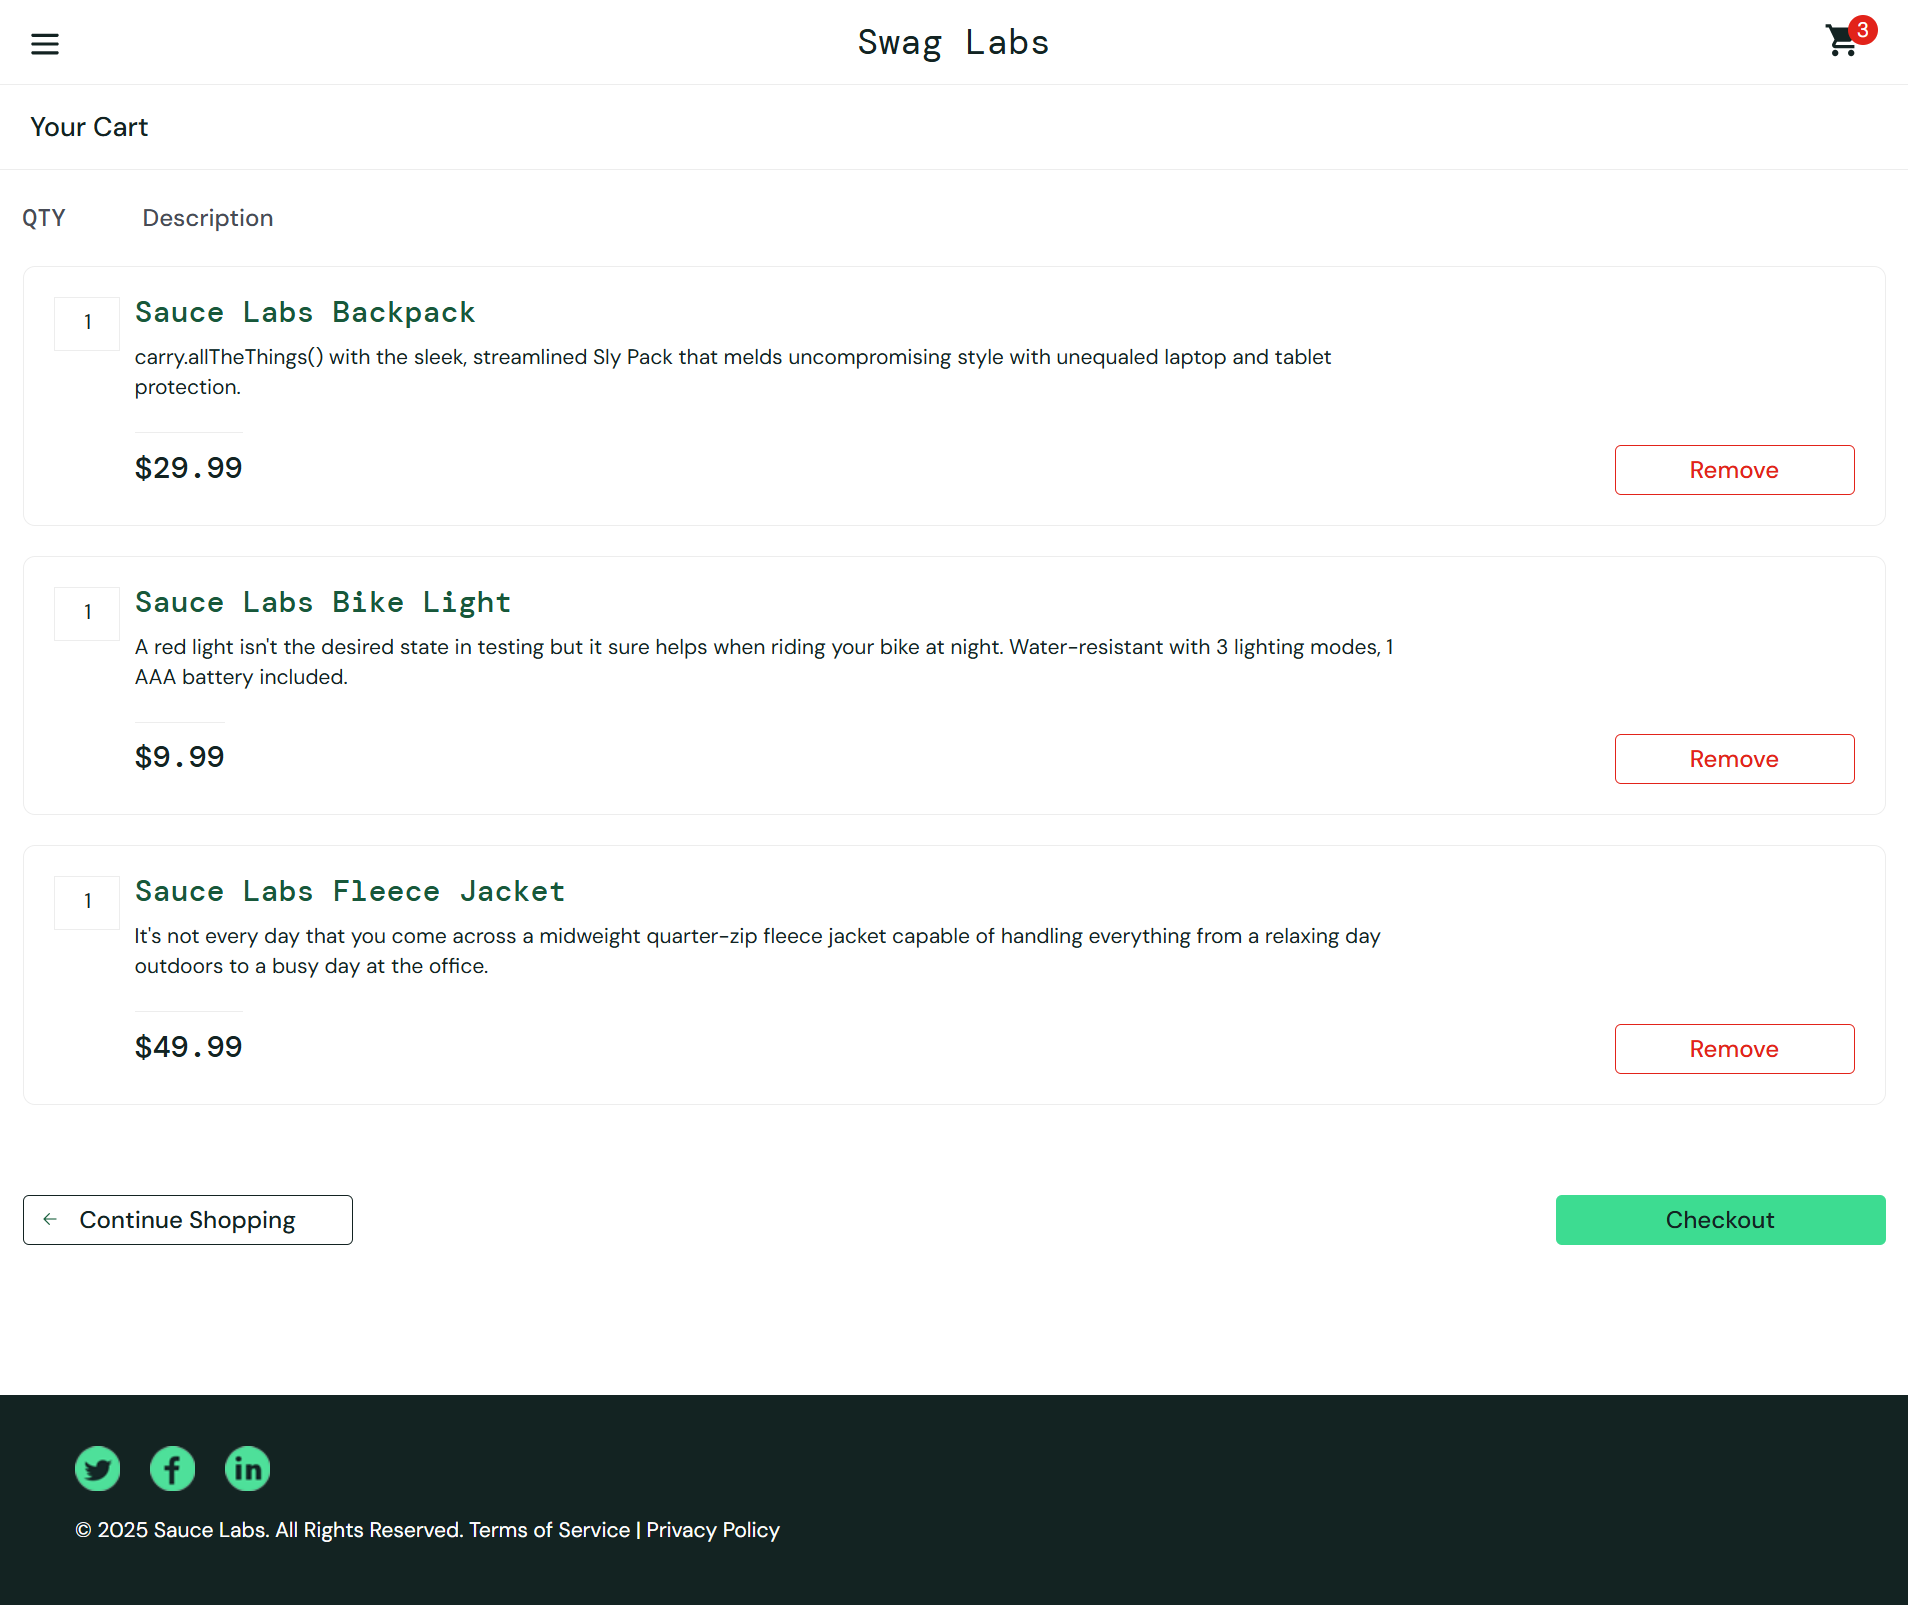 Swag Labs
3
Your Cart
QTY Description
1
Sauce Labs Backpack
carry.allTheThings() with the sleek, streamlined Sly Pack that melds uncompromising style with unequaled laptop and tablet
protection.
$29.99
Remove
1
Sauce Labs Bike Light
A red light isn't the desired state in testing but it sure helps when riding your bike at night. Water-resistant with 3 lighting modes, 1
AAA battery included.
$9.99
Remove
1
Sauce Labs Fleece Jacket
It's not every day that you come across a midweight quarter-zip fleece jacket capable of handling everything from a relaxing day
outdoors to a busy day at the office.
$49.99
Remove
Continue Shopping
Checkout
© 2025 Sauce Labs. All Rights Reserved. Terms of Service | Privacy Policy